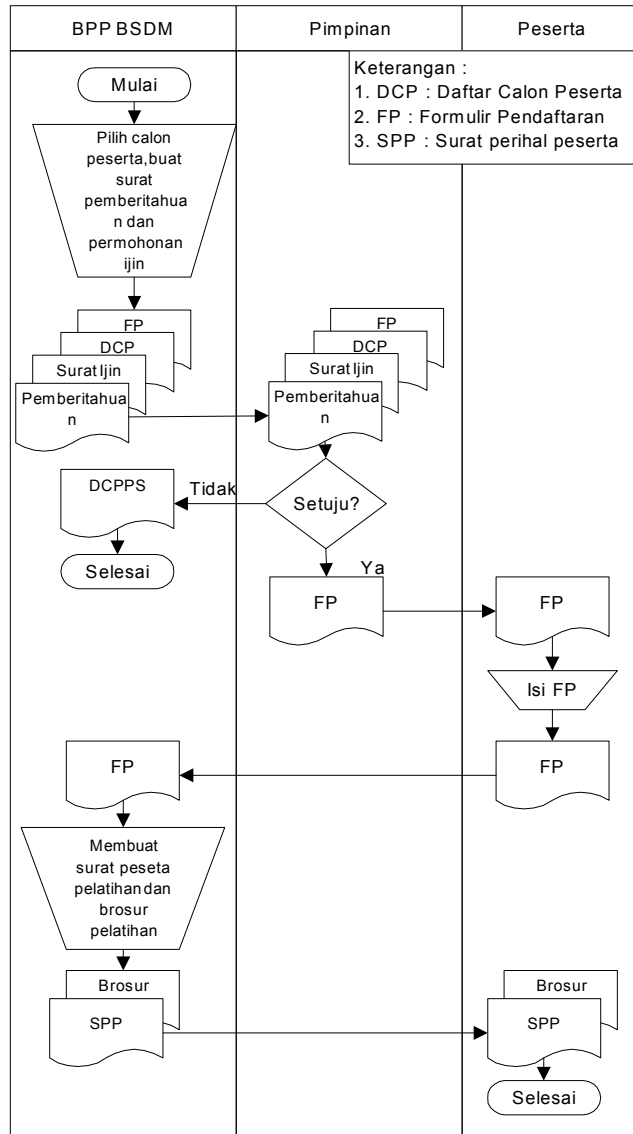 BPP BSDM
Pimpinan
Peserta
Keterangan :
1. DCP : Daftar Calon Peserta
2. FP : Formulir Pendaftaran
3. SPP : Surat perihal peserta
Mulai
Pilih calon
peserta,buat
surat
pemberitahua
n dan
permohonan
ijin
FP
DCP
Surat Ijin
Pemberitahua
n
FP
DCP
Surat Ijin
Pemberitahua
n
DCPPS
Tidak
Setuju?
Selesai
Ya
FP
FP
Isi FP
FP
FP
Membuat
surat peseta
pelatihan dan
brosur
pelatihan
Brosur
SPP
Brosur
SPP
Selesai